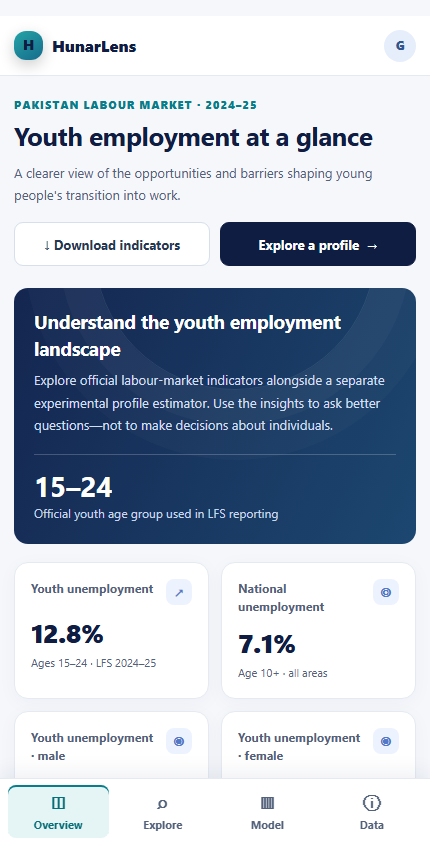 H HunarLens G
PAKISTAN LABOUR MARKET · 2024–25
Youth employment at a glance
A clearer view of the opportunities and barriers shaping young
people's transition into work.
↓ Download indicators
Explore a profile →
Understand the youth employment
landscape
Explore official labour-market indicators alongside a separate
experimental profile estimator. Use the insights to ask better
questions—not to make decisions about individuals.
15–24
Official youth age group used in LFS reporting
Youth unemployment ↗
12.8%
Ages 15–24 · LFS 2024–25
National
unemployment
7.1%
Age 10+ · all areas
Youth unemployment
· male
Youth unemployment
· female
Overview
Explore
Model
Data